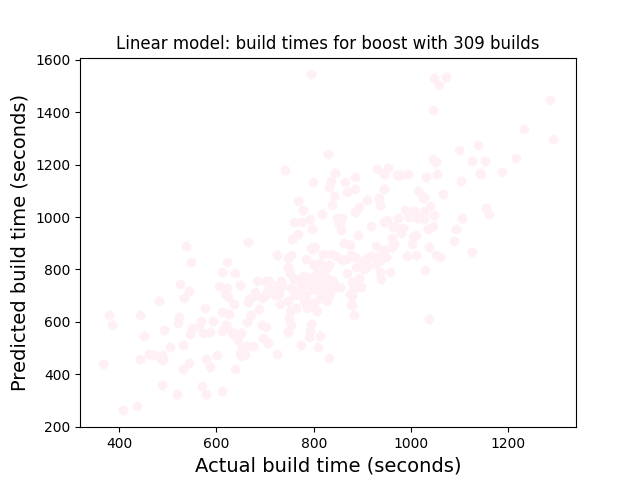 Linear model: build times for boost with 309 builds
Predicted build time (seconds)
1600
1400
1200
1000
800
600
400
200
400 600 800 1000 1200
Actual build time (seconds)